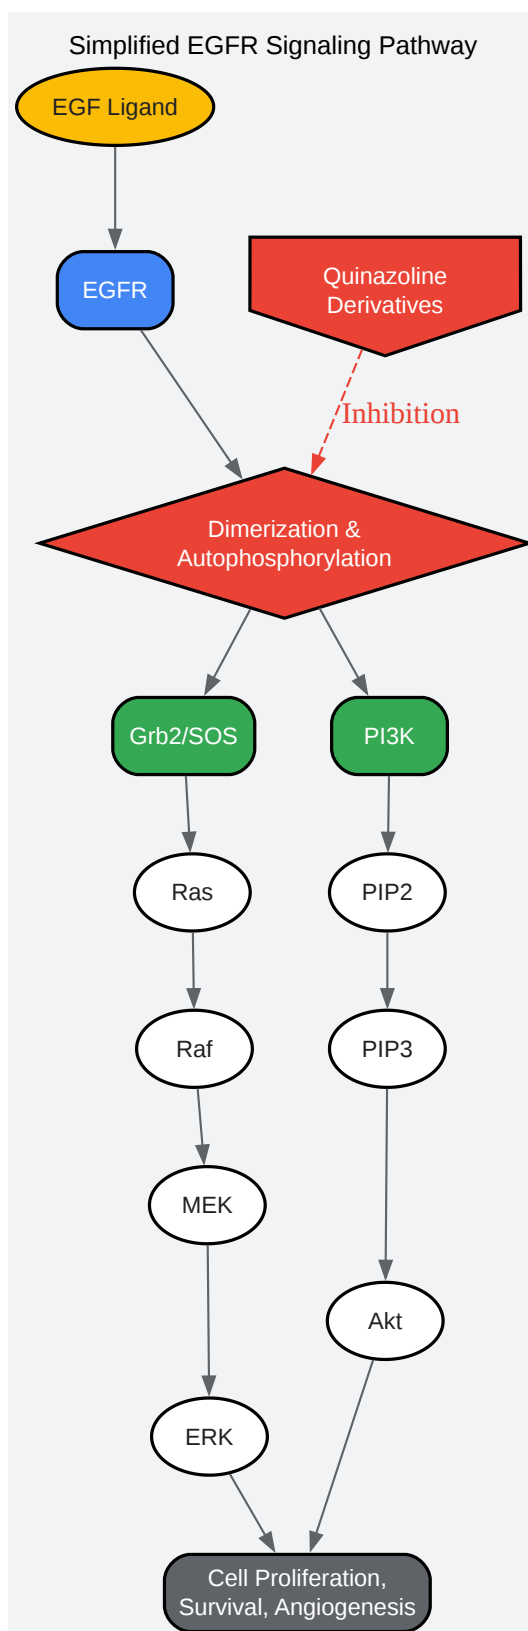 Simplified EGFR Signaling Pathway
EGF Ligand
EGFR
Quinazoline
Derivatives
Inhibition
Dimerization &
Autophosphorylation
Grb2/SOS
PI3K
Ras
PIP2
Raf
PIP3
MEK
Akt
ERK
Cell Proliferation,
Survival, Angiogenesis